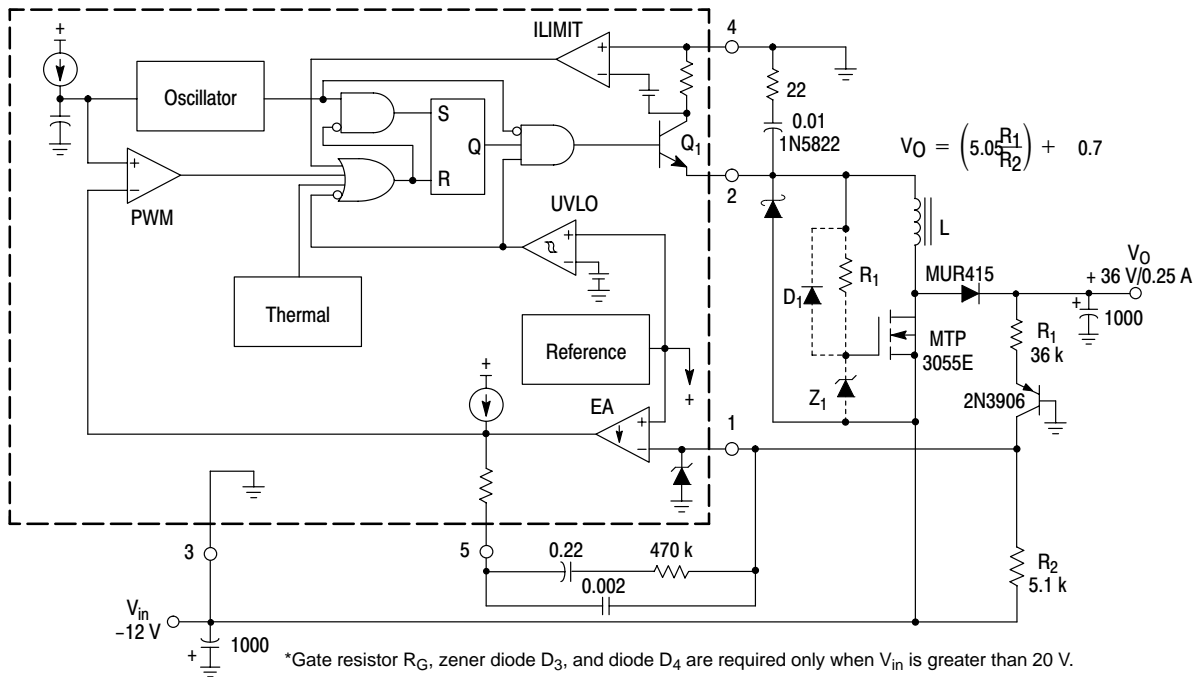 +
ILIMIT
4
+
−
Oscillator
22
S
0.01
1N5822
Q1
VO = (5.05 R1/R2) + 0.7
Q
+
−
R
2
PWM
UVLO
L
+
−
MUR415
VO
+ 36 V/0.25 A
R1
D1
+
1000
Thermal
R1
36 k
MTP
3055E
Reference
+
Z1
2N3906
+
EA
+
−
1
3
5
0.22
470 k
R2
5.1 k
0.002
Vin
−12 V
+
1000
*Gate resistor RG, zener diode D3, and diode D4 are required only when Vin is greater than 20 V.